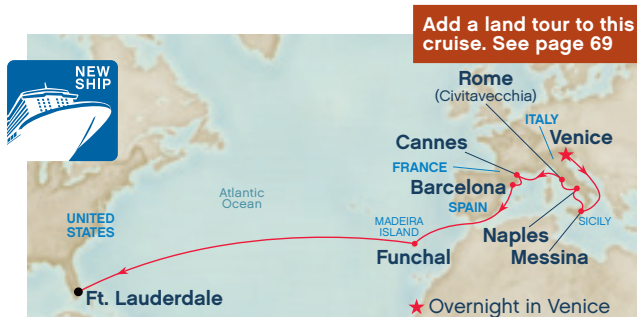 Add a land tour to this
cruise. See page 69
NEW
SHIP
Rome
(Civitavecchia)
ITALY
Venice
Cannes
FRANCE
Barcelona
SPAIN
Atlantic
Ocean
UNITED
STATES
MADEIRA
ISLAND
SICILY
Naples
Funchal
Messina
Ft. Lauderdale
Overnight in Venice